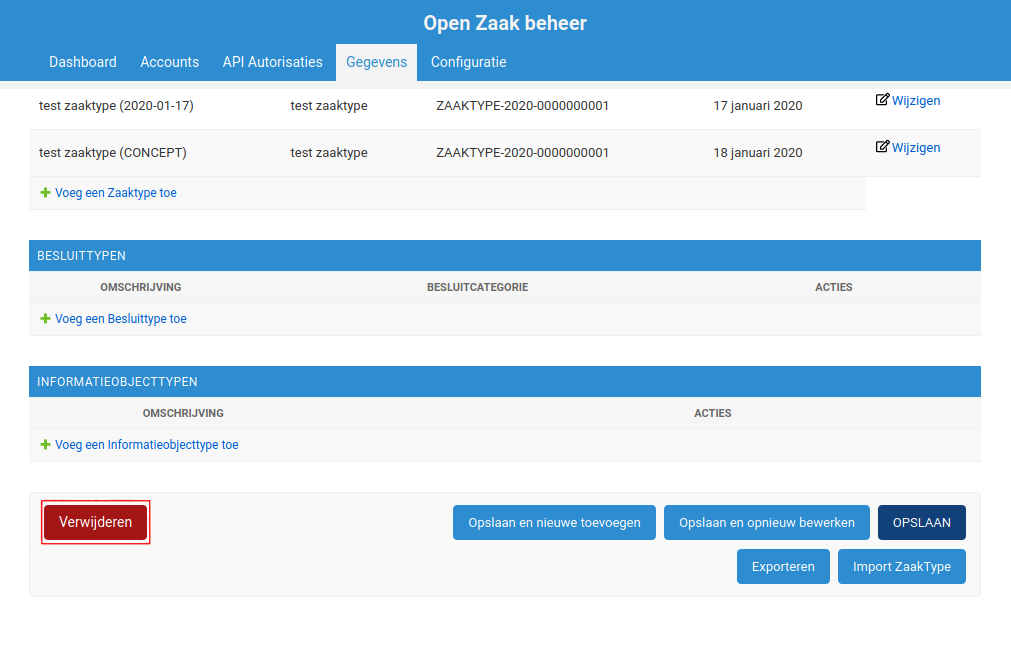 Open Zaak beheer
Dashboard Accounts API Autorisaties Gegevens Configuratie
test zaaktype (2020-01-17) test zaaktype ZAAKTYPE-2020-0000000001 17 januari 2020 Wijzigen
test zaaktype (CONCEPT) test zaaktype ZAAKTYPE-2020-0000000001 18 januari 2020 Wijzigen
Voeg een Zaaktype toe
BESLUITTYPEN
OMSCHRIJVING BESLUITCATEGORIE ACTIES
Voeg een Besluittype toe
INFORMATIEOBJECTTYPEN
OMSCHRIJVING ACTIES
Voeg een Informatieobjecttype toe
Verwijderen Opslaan en nieuwe toevoegen Opslaan en opnieuw bewerken OPSLAAN
Exporteren Import ZaakType